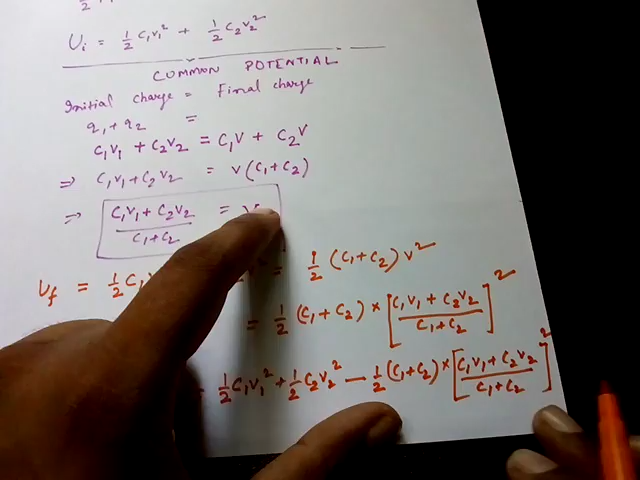 Uᵢ = ½ C₁V₁² + ½ C₂V₂²
COMMON POTENTIAL
Initial charge = Final charge
q₁ + q₂ =
C₁V₁ + C₂V₂ = C₁V + C₂V
⇒ C₁V₁ + C₂V₂ = V(C₁+C₂)
⇒ (C₁V₁ + C₂V₂)/(C₁+C₂) = V
U_f = ½ C₁ = ½ (C₁+C₂) V²
= ½ (C₁+C₂) × [(C₁V₁ + C₂V₂)/(C₁+C₂)]²
½ C₁V₁² + ½ C₂V₂² − ½ (C₁+C₂) × [(C₁V₁ + C₂V₂)/(C₁+C₂)]²